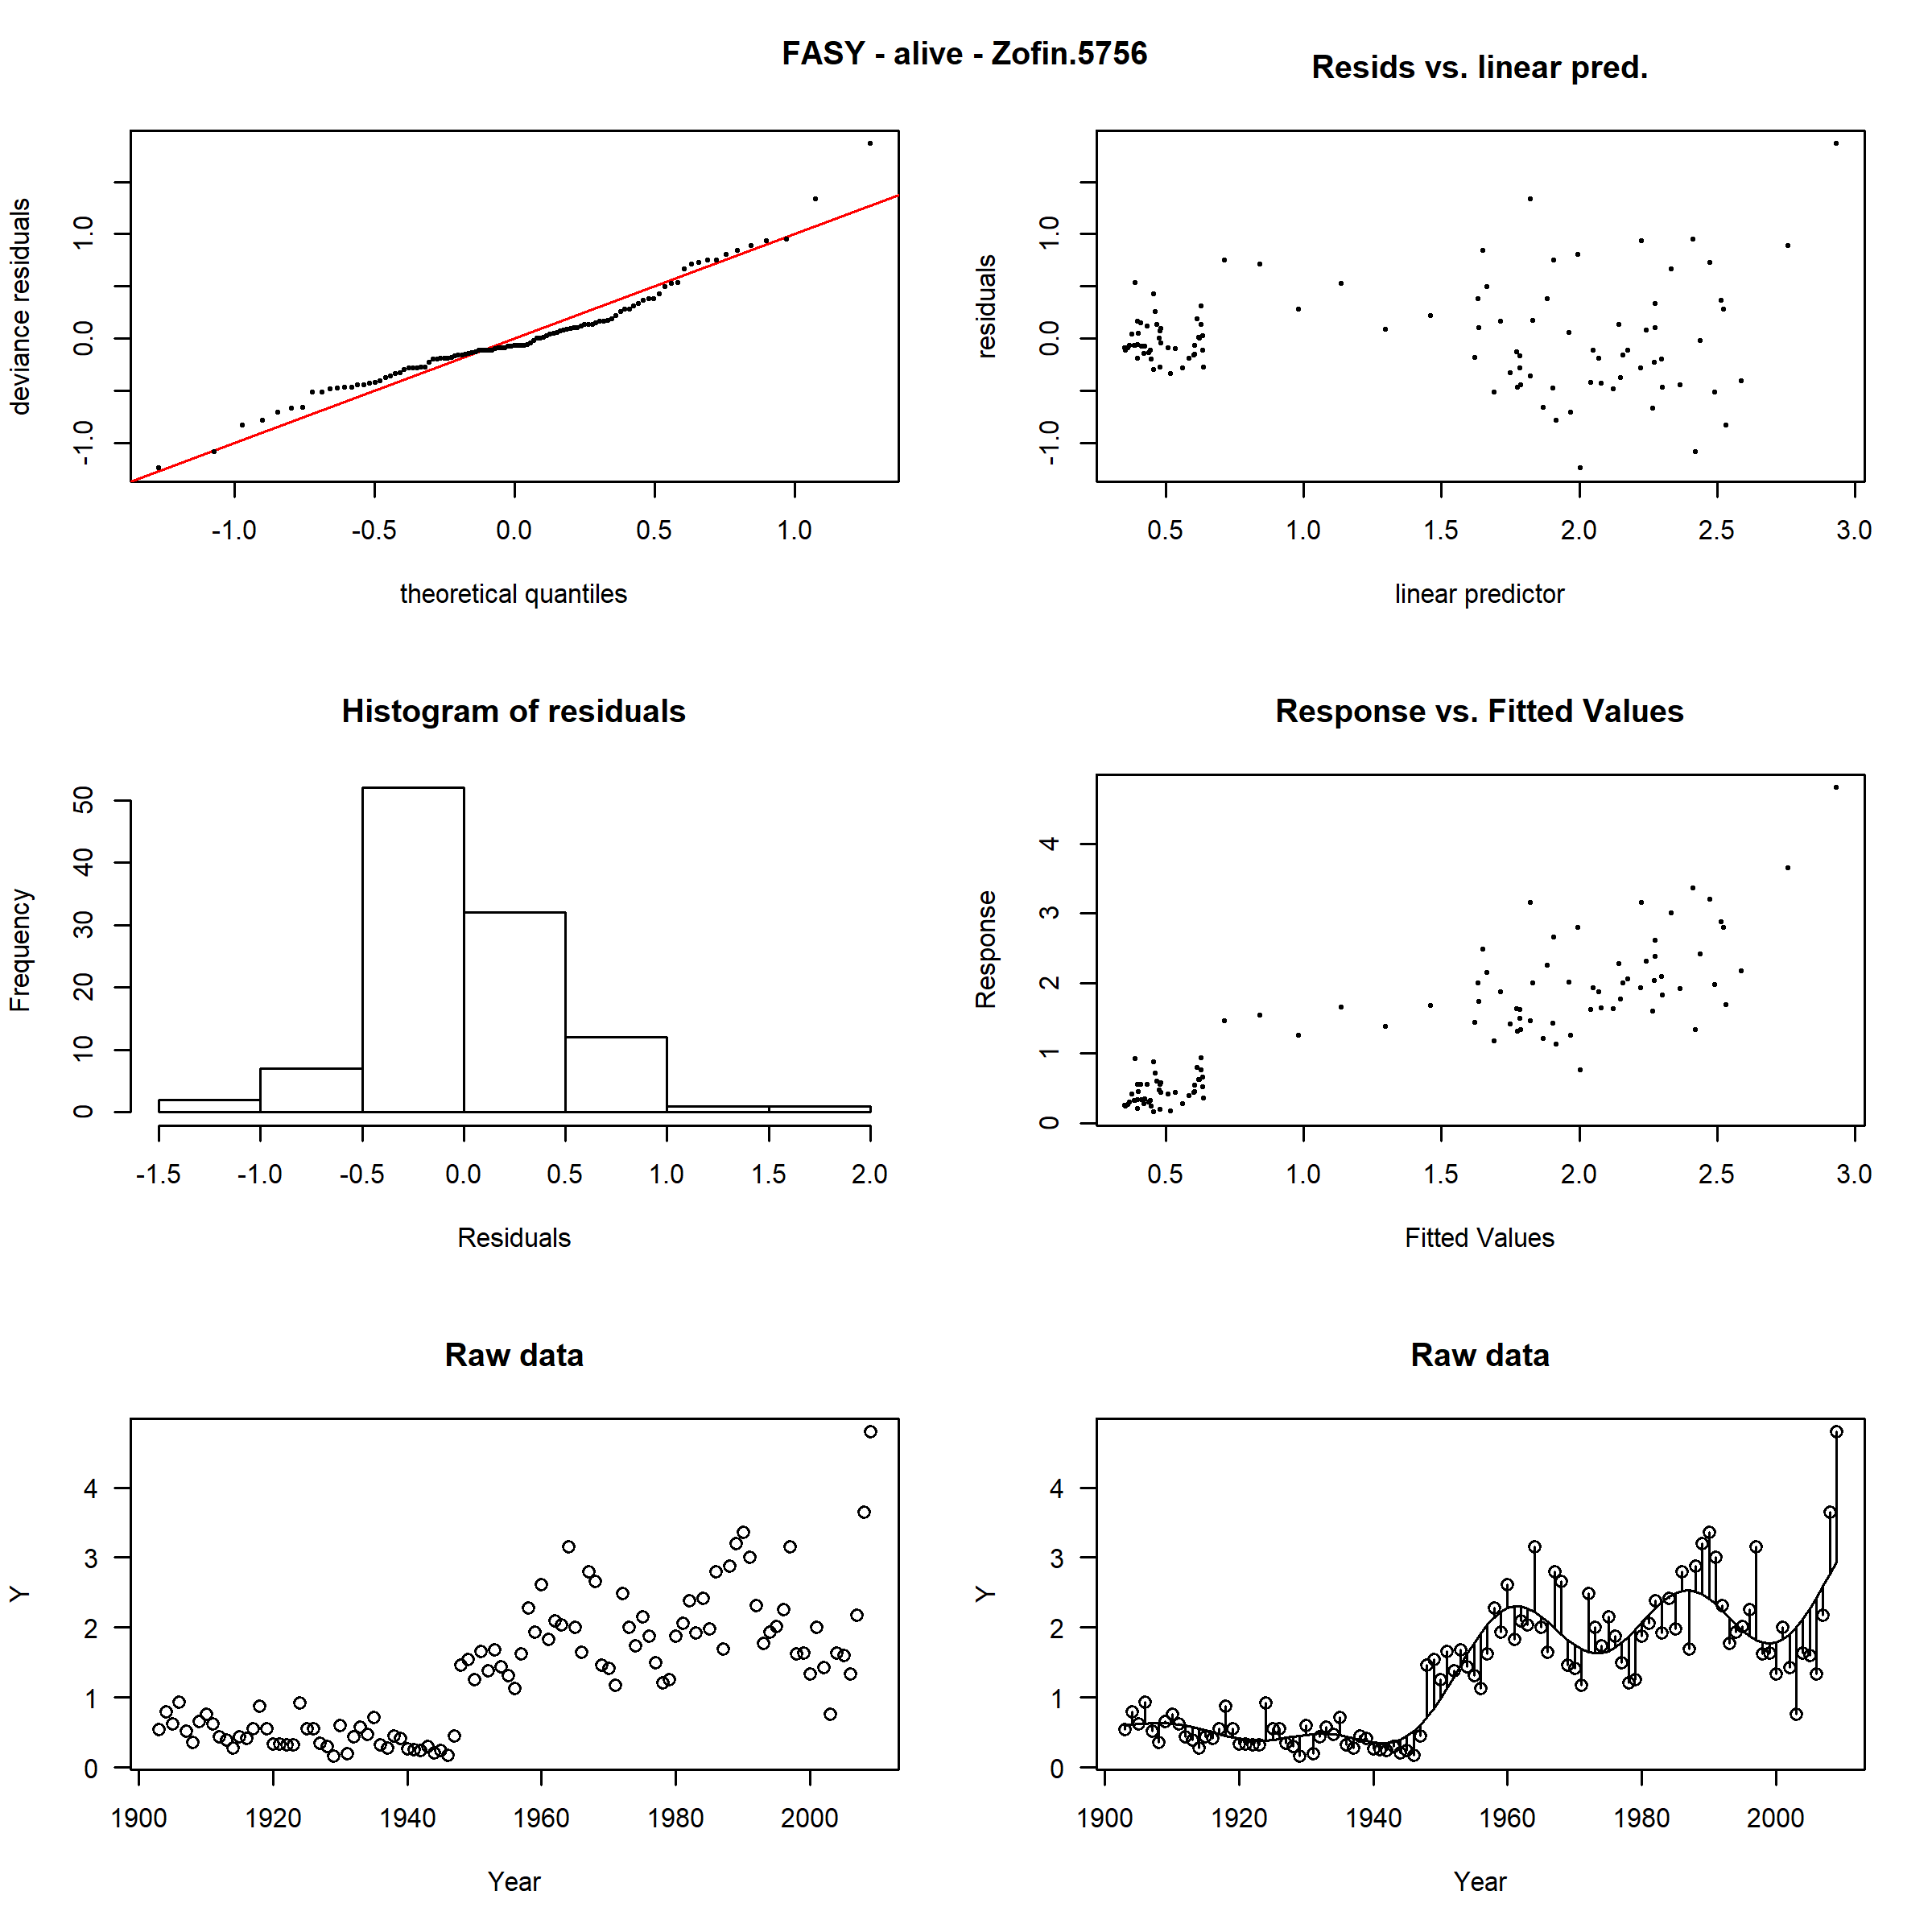 FASY - alive - Zofin.5756
Resids vs. linear pred.
deviance residuals
-1.0 0.0 1.0
-1.0 -0.5 0.0 0.5 1.0
theoretical quantiles
residuals
-1.0 0.0 1.0
0.5 1.0 1.5 2.0 2.5 3.0
linear predictor
Histogram of residuals
Frequency
0 10 20 30 40 50
-1.5 -1.0 -0.5 0.0 0.5 1.0 1.5 2.0
Residuals
Response vs. Fitted Values
Response
0 1 2 3 4
0.5 1.0 1.5 2.0 2.5 3.0
Fitted Values
Raw data
Y
0 1 2 3 4
1900 1920 1940 1960 1980 2000
Year
Raw data
Y
0 1 2 3 4
1900 1920 1940 1960 1980 2000
Year